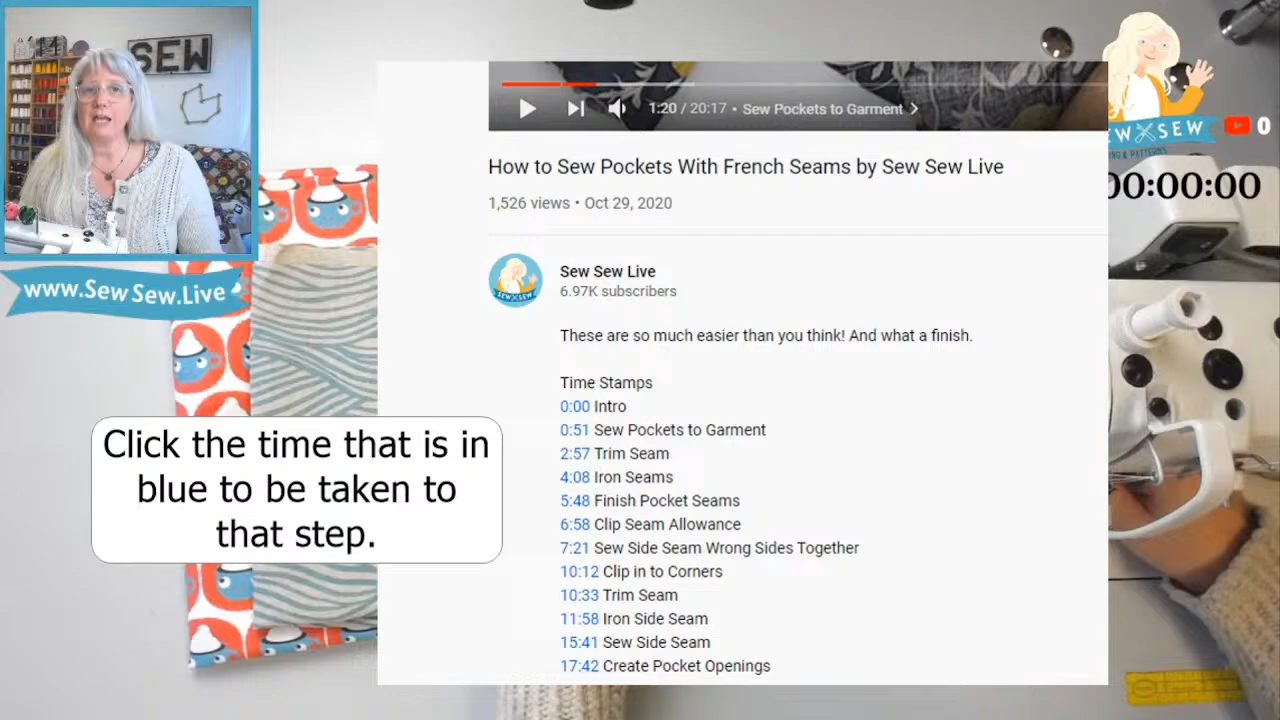 SEW
1:20 / 20:17 • Sew Pockets to Garment >
EW SEW
NG & PATTERNS
0
00:00:00
How to Sew Pockets With French Seams by Sew Sew Live
1,526 views • Oct 29, 2020
SEW SEW
Sew Sew Live
6.97K subscribers
www.SewSew.Live
These are so much easier than you think! And what a finish.
Time Stamps
0:00 Intro
0:51 Sew Pockets to Garment
2:57 Trim Seam
4:08 Iron Seams
5:48 Finish Pocket Seams
6:58 Clip Seam Allowance
7:21 Sew Side Seam Wrong Sides Together
10:12 Clip in to Corners
10:33 Trim Seam
11:58 Iron Side Seam
15:41 Sew Side Seam
17:42 Create Pocket Openings
Click the time that is in
blue to be taken to
that step.